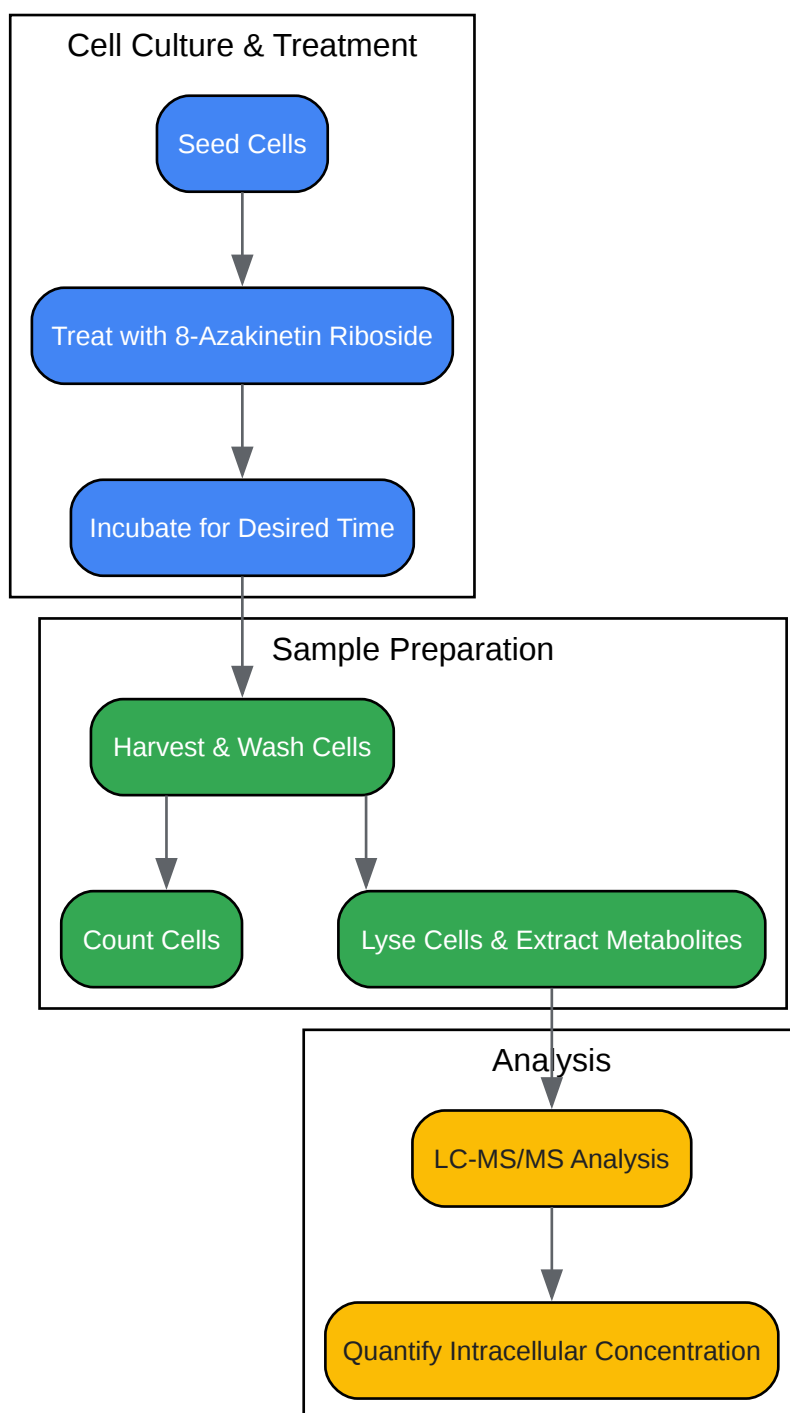 Cell Culture & Treatment
Seed Cells
Treat with 8-Azakinetin Riboside
Incubate for Desired Time
Sample Preparation
Harvest & Wash Cells
Count Cells
Lyse Cells & Extract Metabolites
Analysis
LC-MS/MS Analysis
Quantify Intracellular Concentration